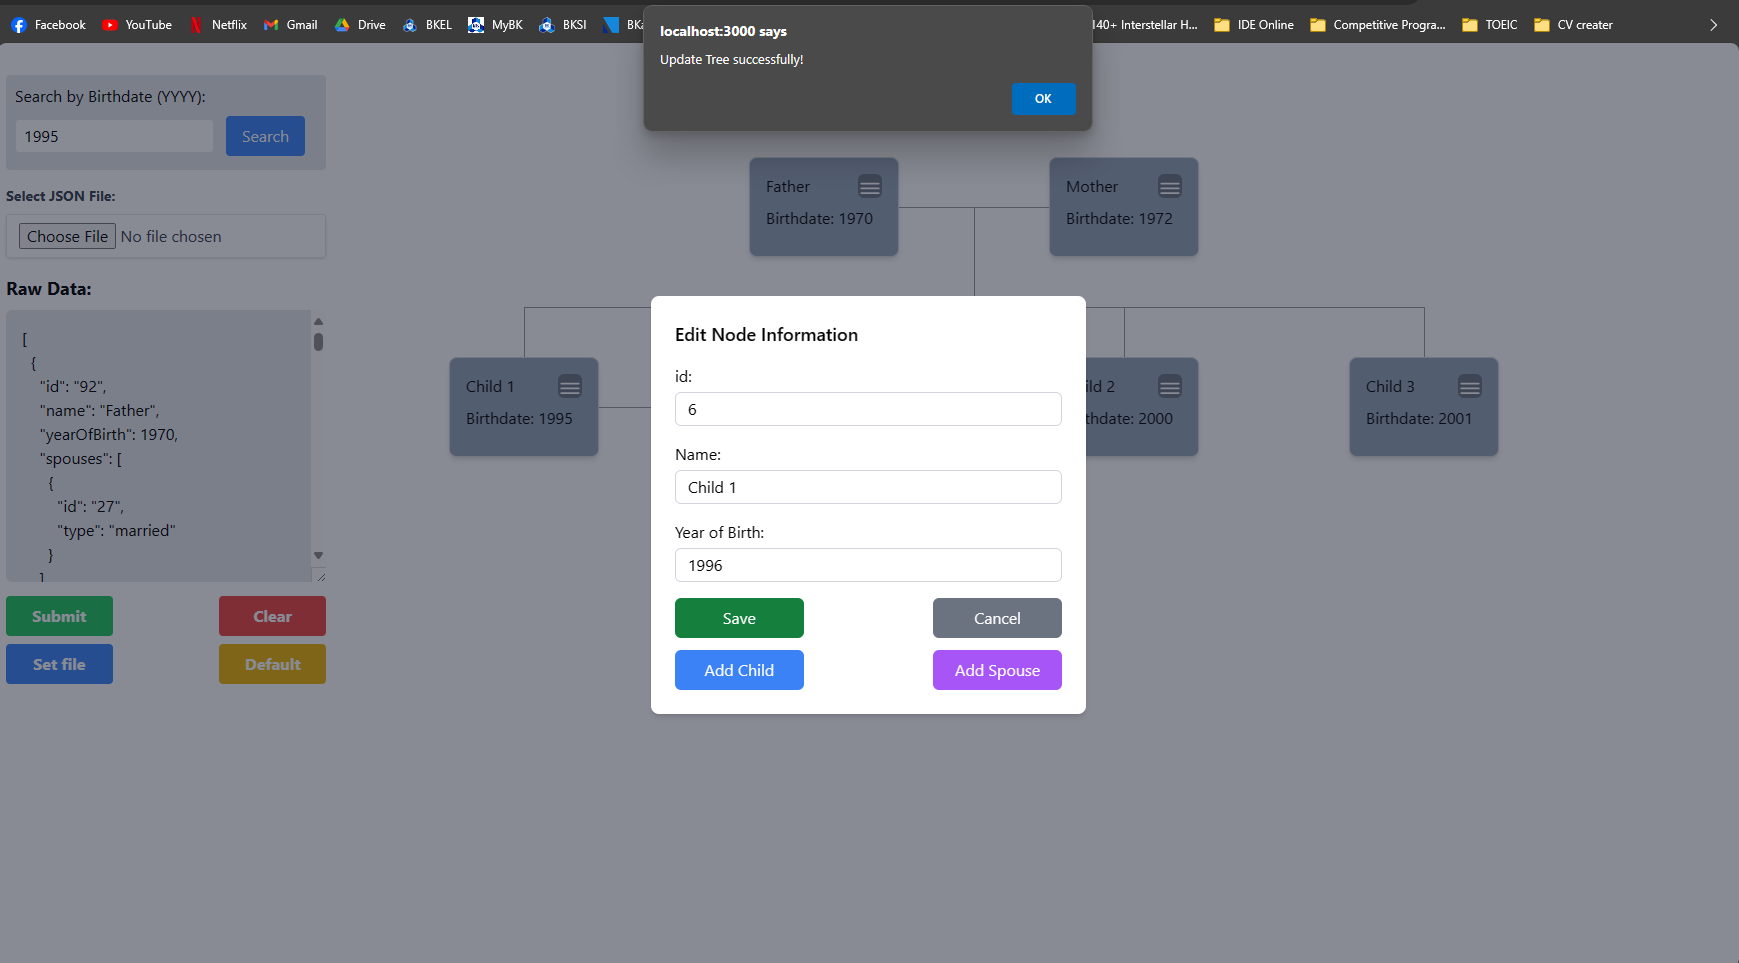 Facebook YouTube Netflix Gmail Drive BKEL MyBK BKSI 140+ Interstellar H... IDE Online Competitive Progra... TOEIC CV creater
localhost:3000 says
Update Tree successfully!
OK
Search by Birthdate (YYYY):
1995 Search
Select JSON File:
Choose File No file chosen
Raw Data:
[
{
"id": "92",
"name": "Father",
"yearOfBirth": 1970,
"spouses": [
{
"id": "27",
"type": "married"
}
]
Submit Clear
Set file Default
Father
Birthdate: 1970
Mother
Birthdate: 1972
Child 1
Birthdate: 1995
ild 2
thdate: 2000
Child 3
Birthdate: 2001
Edit Node Information
id:
6
Name:
Child 1
Year of Birth:
1996
Save Cancel
Add Child Add Spouse